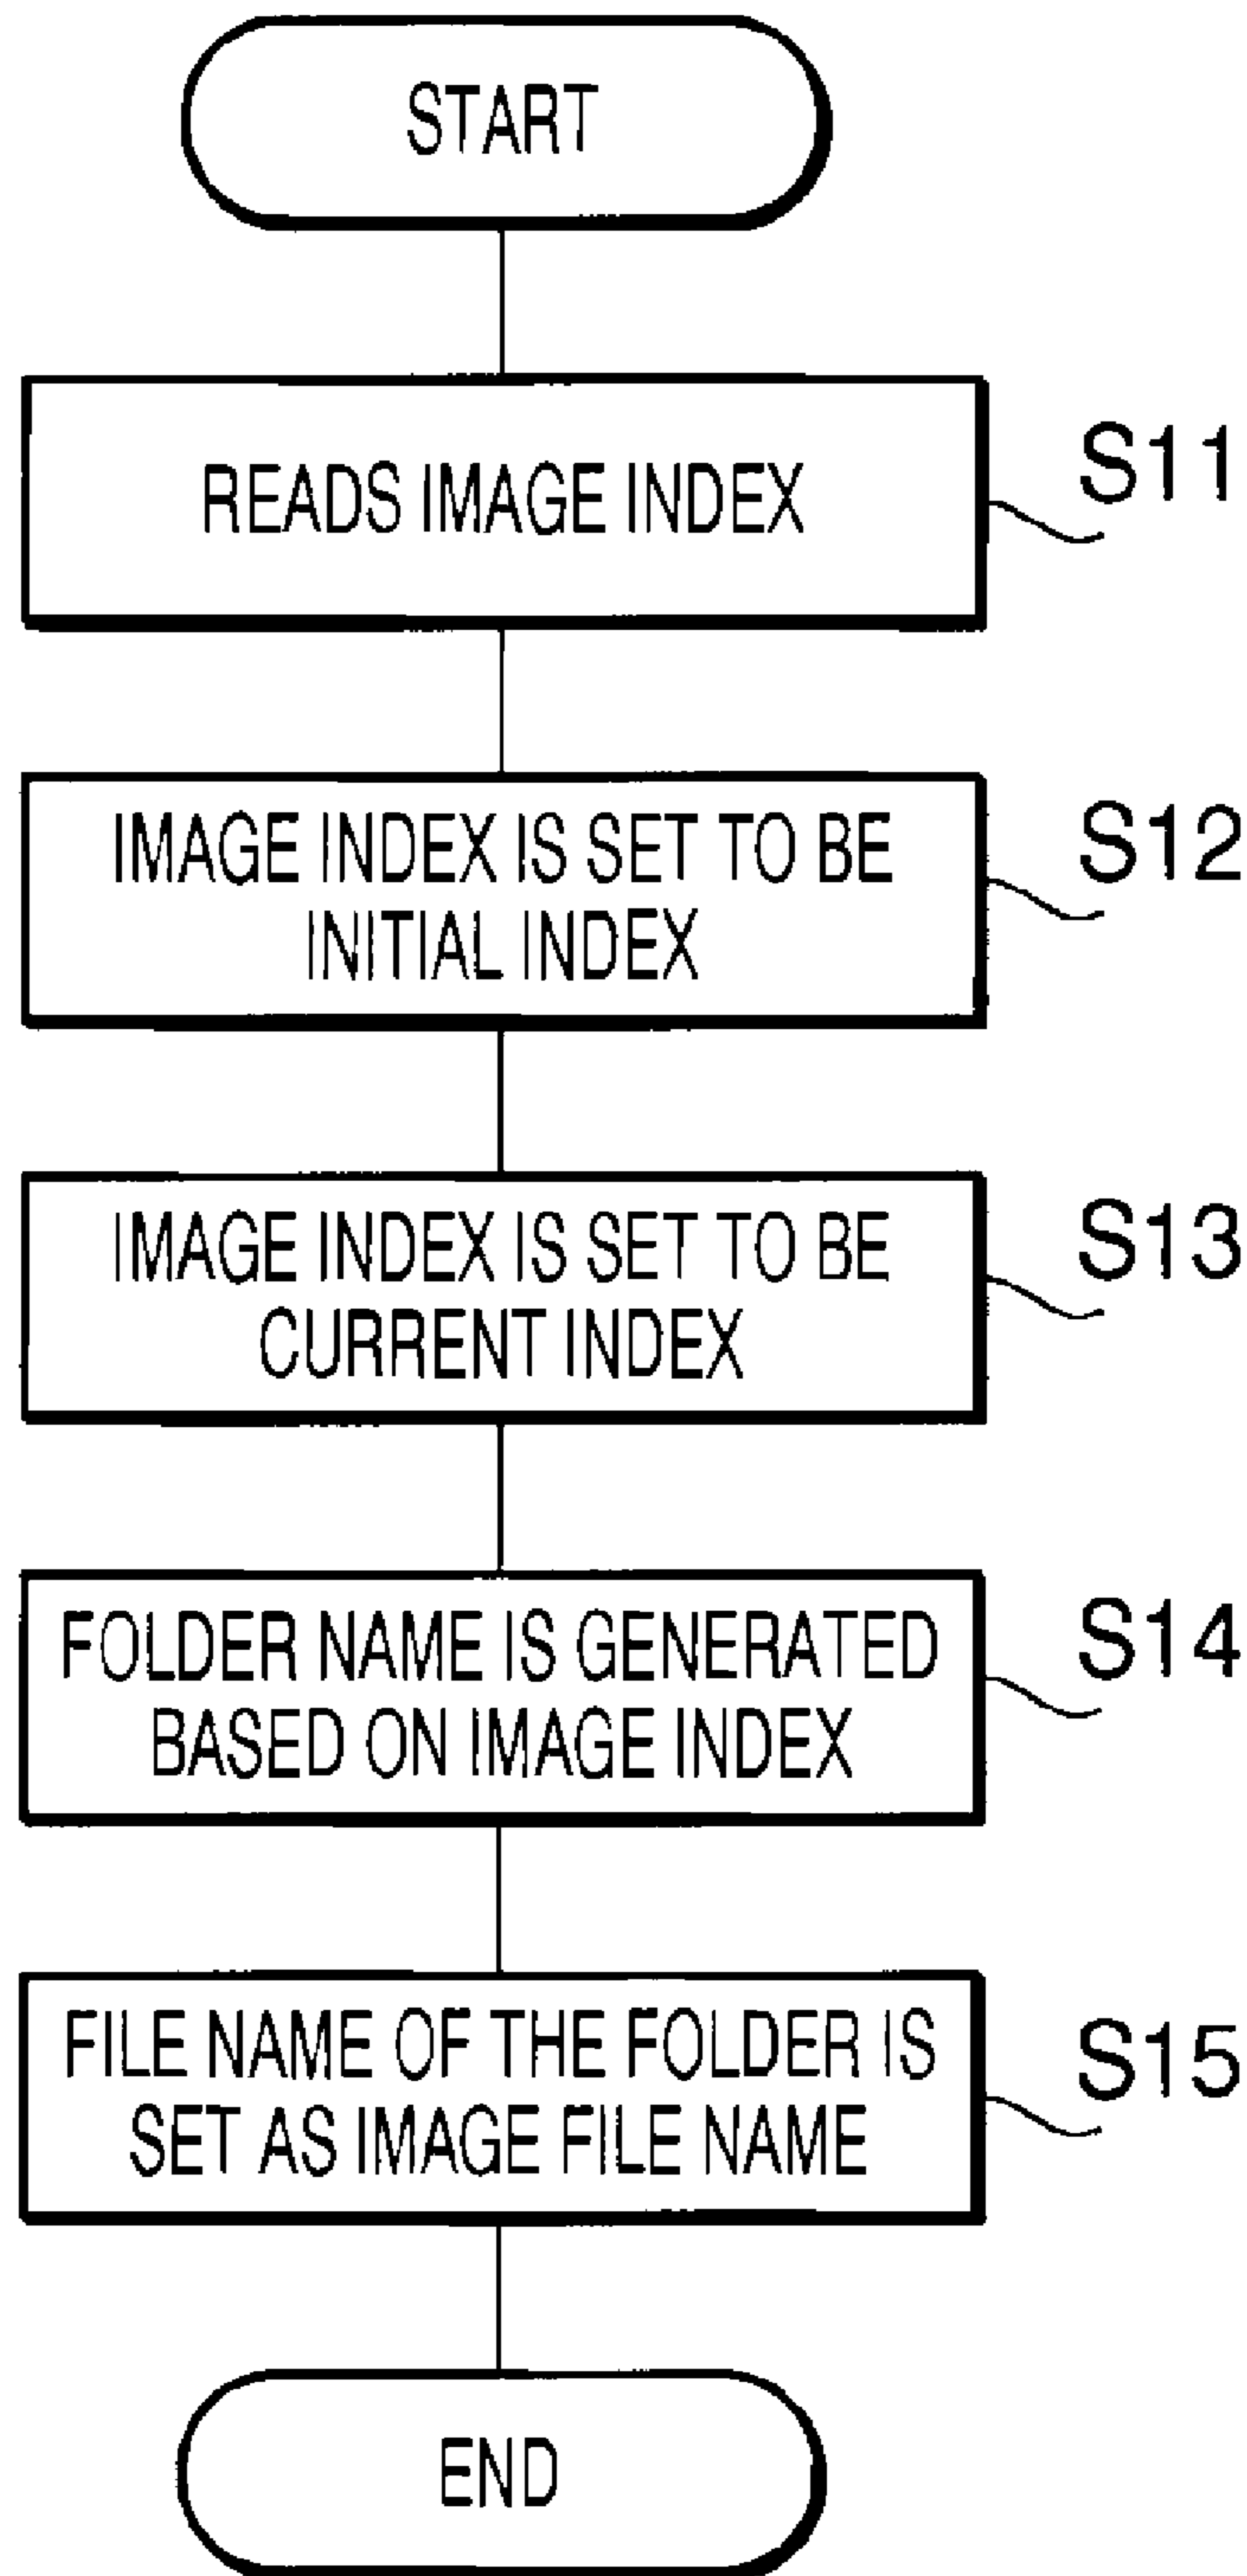 START
READS IMAGE INDEX
S11
IMAGE INDEX IS SET TO BE
INITIAL INDEX
S12
IMAGE INDEX IS SET TO BE
CURRENT INDEX
S13
FOLDER NAME IS GENERATED
BASED ON IMAGE INDEX
S14
FILE NAME OF THE FOLDER IS
SET AS IMAGE FILE NAME
S15
END